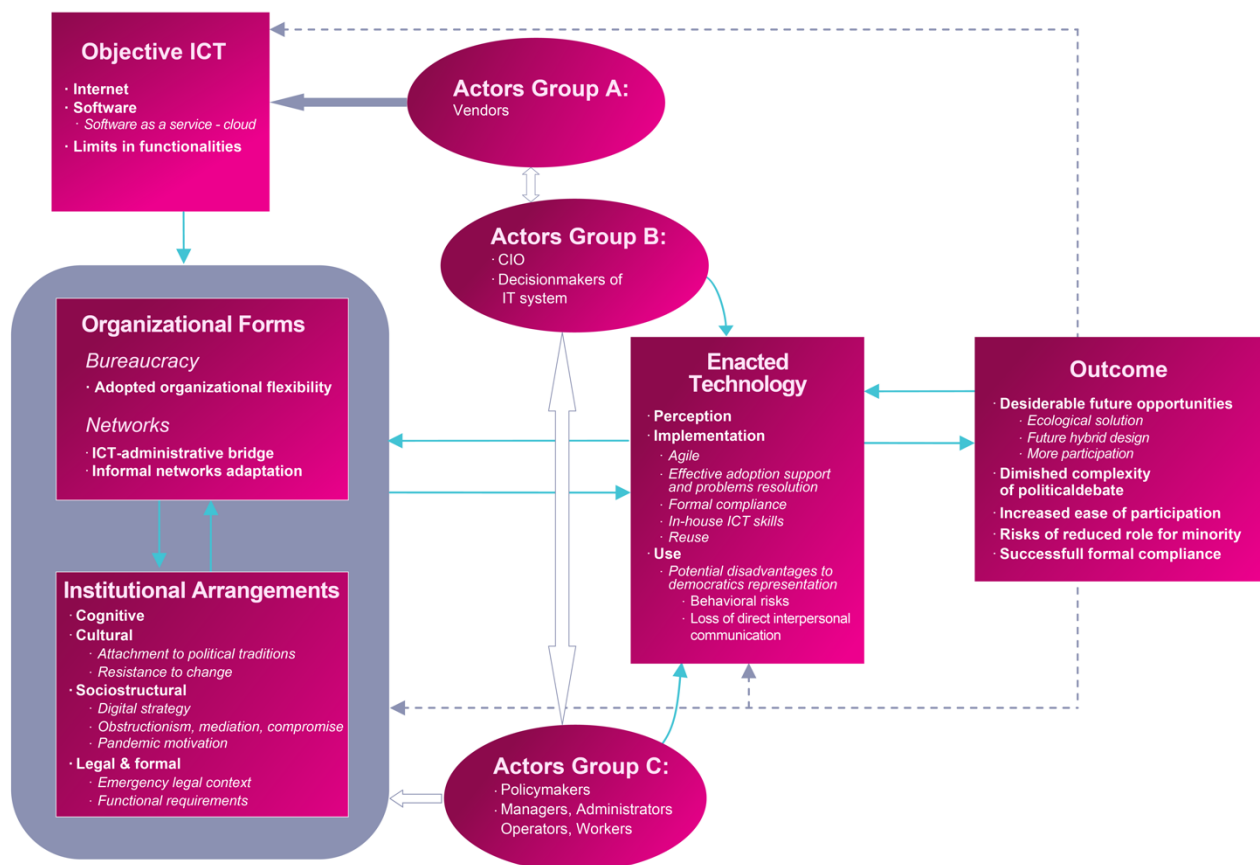 Objective ICT
· Internet
· Software
· Software as a service - cloud
· Limits in functionalities
Actors Group A:
Vendors
Actors Group B:
· CIO
· Decisionmakers of
IT system
Organizational Forms
Bureaucracy
· Adopted organizational flexibility
Networks
· ICT-administrative bridge
· Informal networks adaptation
Institutional Arrangements
· Cognitive
· Cultural
· Attachment to political traditions
· Resistance to change
· Sociostructural
· Digital strategy
· Obstructionism, mediation, compromise
· Pandemic motivation
· Legal & formal
· Emergency legal context
· Functional requirements
Enacted
Technology
· Perception
· Implementation
· Agile
· Effective adoption support
and problems resolution
· Formal compliance
· In-house ICT skills
· Reuse
· Use
· Potential disadvantages to
democratics representation
· Behavioral risks
· Loss of direct interpersonal
communication
Outcome
· Desiderable future opportunities
· Ecological solution
· Future hybrid design
· More participation
· Dimished complexity
of politicaldebate
· Increased ease of participation
· Risks of reduced role for minority
· Successfull formal compliance
Actors Group C:
· Policymakers
· Managers, Administrators
Operators, Workers